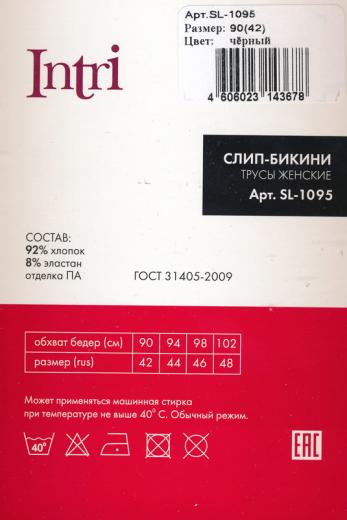 Арт.SL-1095
Размер: 90(42)
Цвет: чёрный
4 606023 143678
Intri
СЛИП-БИКИНИ
ТРУСЫ ЖЕНСКИЕ
Арт. SL-1095
СОСТАВ:
92% хлопок
8% эластан
отделка ПА
ГОСТ 31405-2009
обхват бедер (см) 90 94 98 102
размер (rus) 42 44 46 48
Может применяться машинная стирка
при температуре не выше 40° С. Обычный режим.
40°
EAC